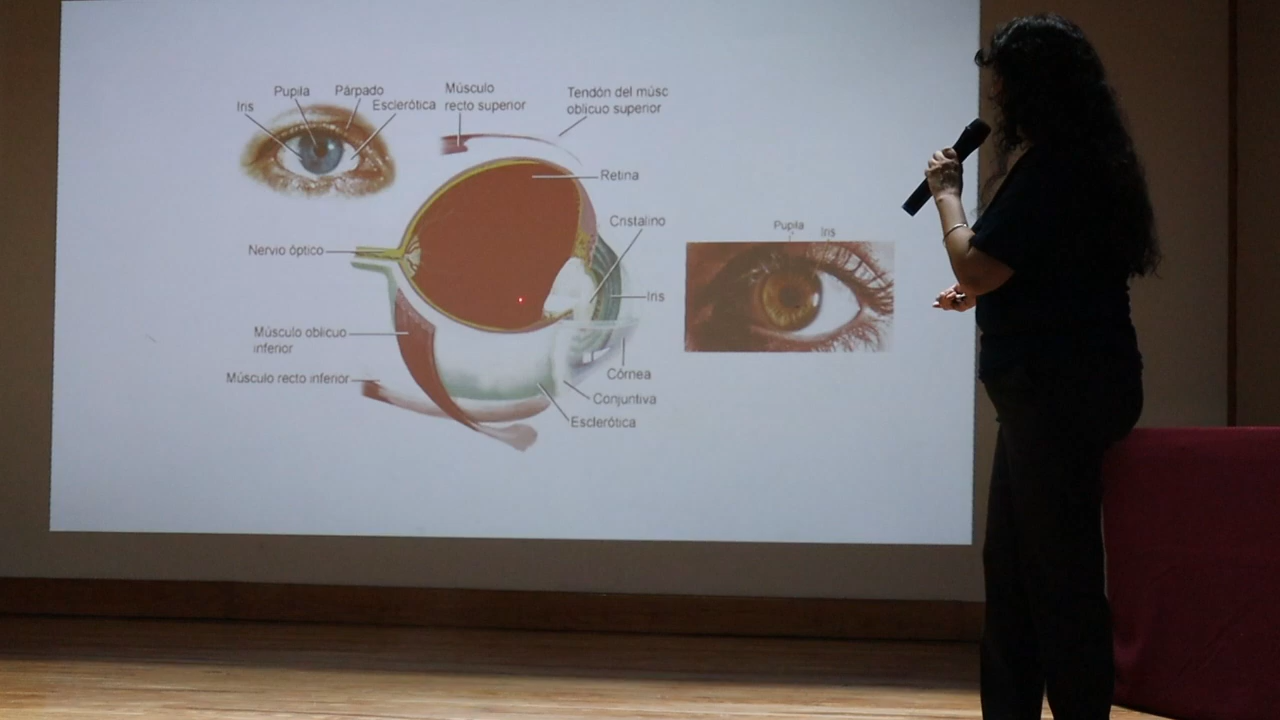 Iris
Pupila
Párpado
Esclerótica
Músculo
recto superior
Tendón del músc
oblicuo superior
Retina
Cristalino
Nervio óptico
Iris
Músculo oblicuo
inferior
Músculo recto inferior
Córnea
Conjuntiva
Esclerótica
Pupila
Iris